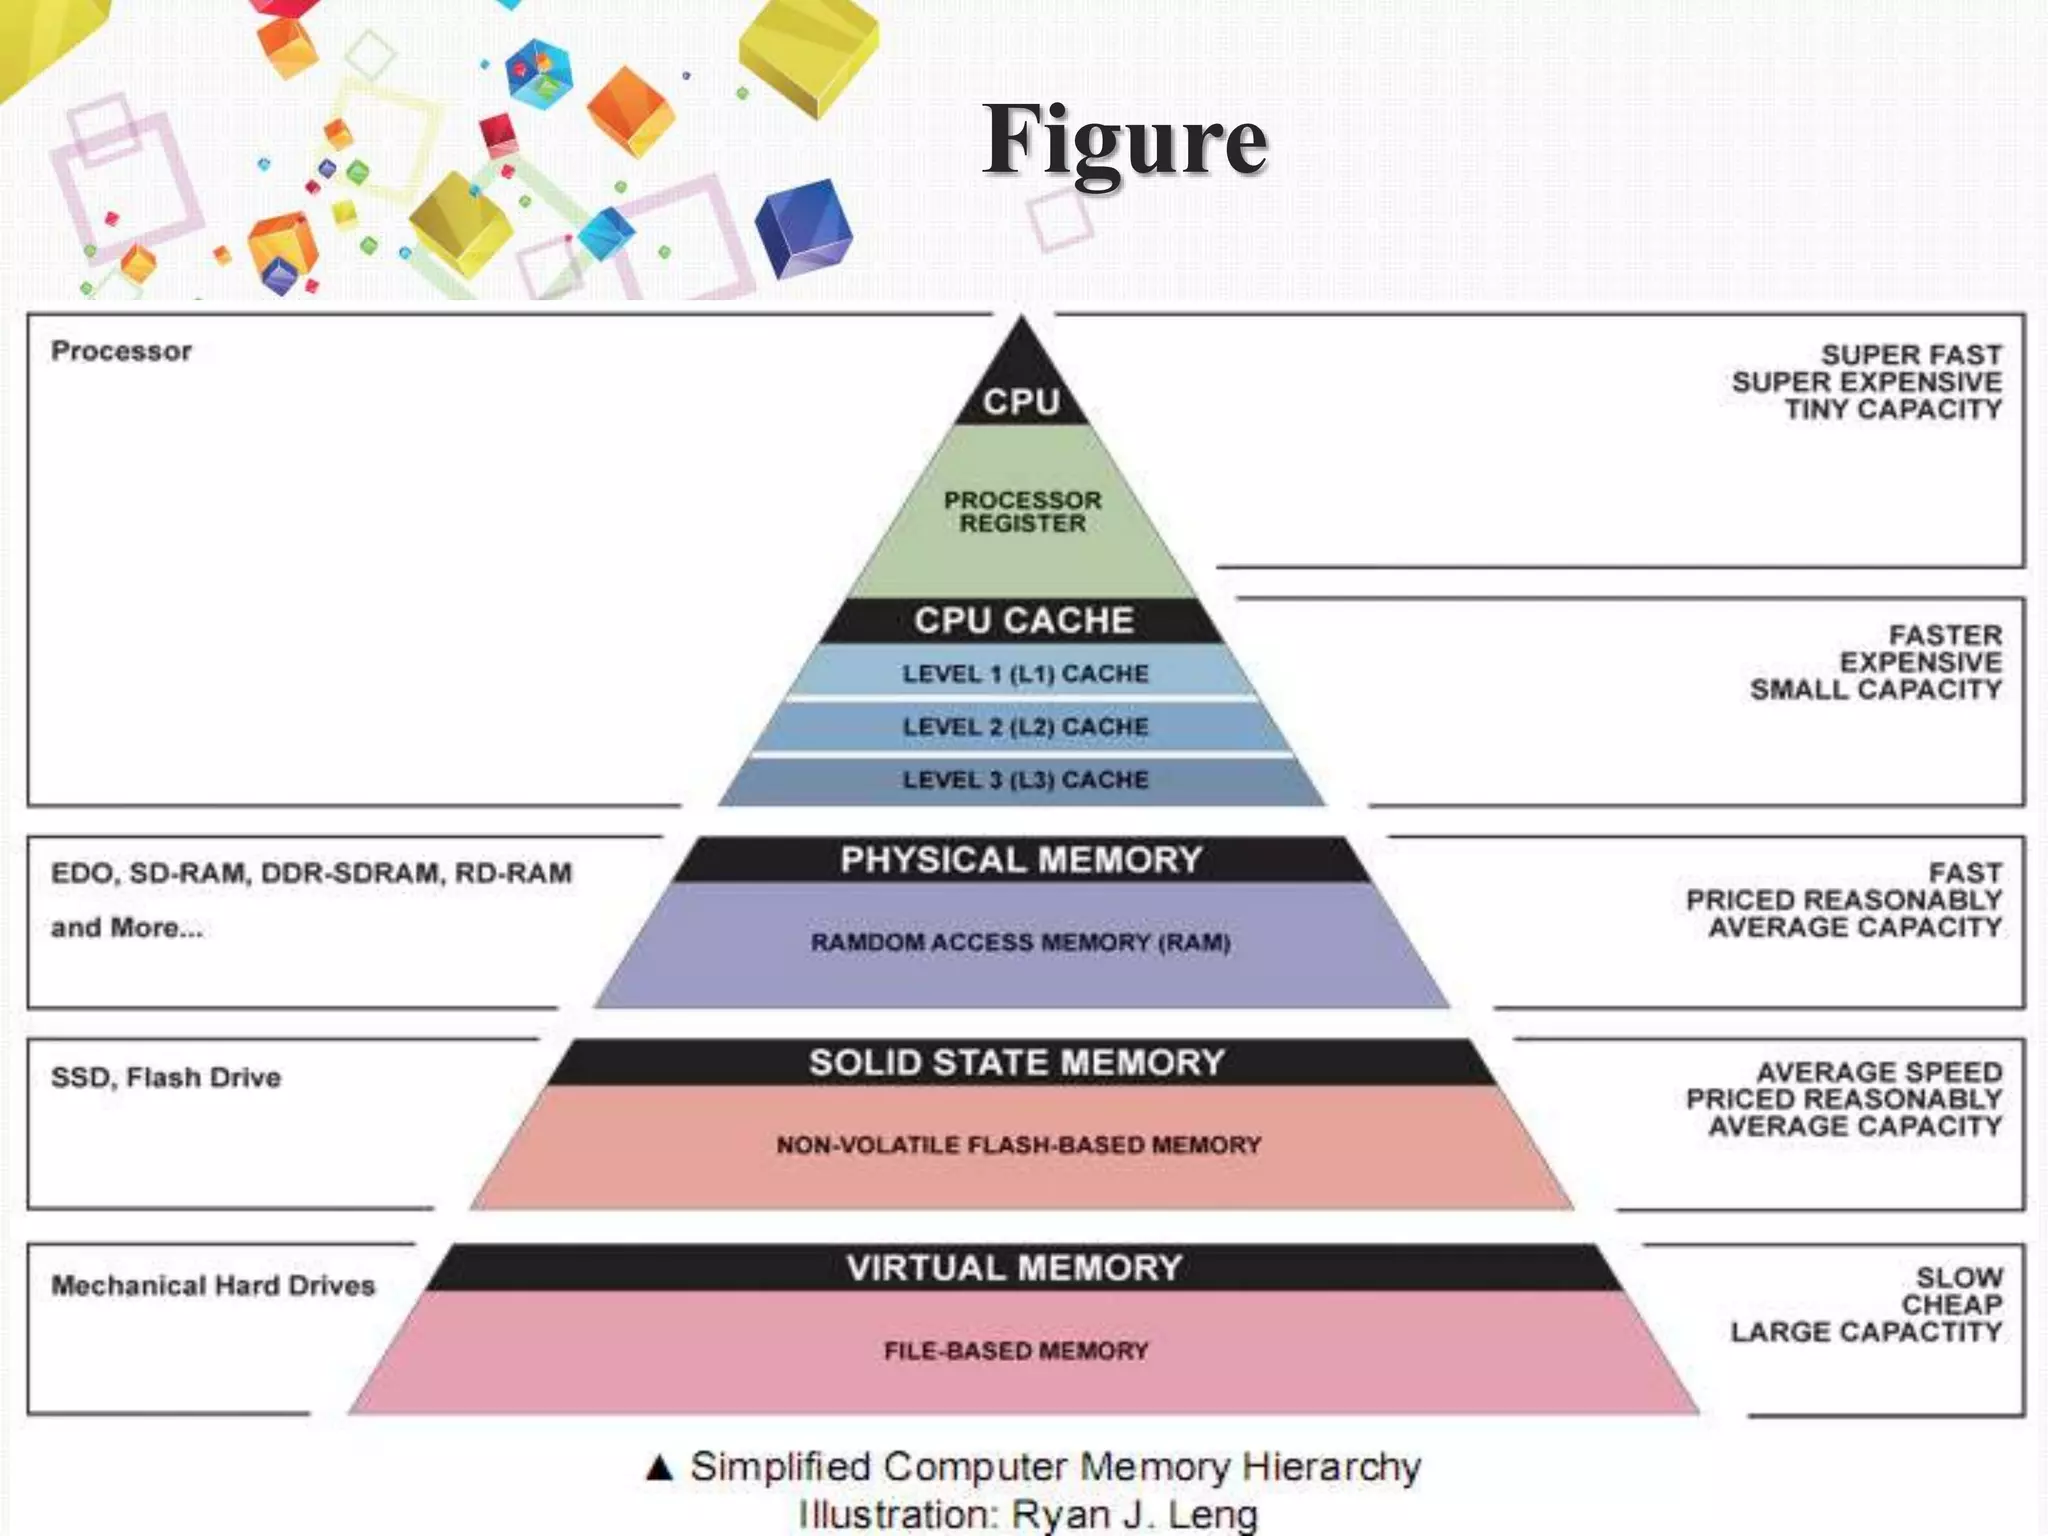 Figure
Processor
CPU
SUPER FAST
SUPER EXPENSIVE
TINY CAPACITY
PROCESSOR
REGISTER
CPU CACHE
LEVEL 1 (L1) CACHE
LEVEL 2 (L2) CACHE
LEVEL 3 (L3) CACHE
FASTER
EXPENSIVE
SMALL CAPACITY
EDO, SD-RAM, DDR-SDRAM, RD-RAM
and More...
PHYSICAL MEMORY
RAMDOM ACCESS MEMORY (RAM)
FAST
PRICED REASONABLY
AVERAGE CAPACITY
SSD, Flash Drive
SOLID STATE MEMORY
NON-VOLATILE FLASH-BASED MEMORY
AVERAGE SPEED
PRICED REASONABLY
AVERAGE CAPACITY
Mechanical Hard Drives
VIRTUAL MEMORY
FILE-BASED MEMORY
SLOW
CHEAP
LARGE CAPACTITY
▲ Simplified Computer Memory Hierarchy
Illustration: Ryan J. Leng